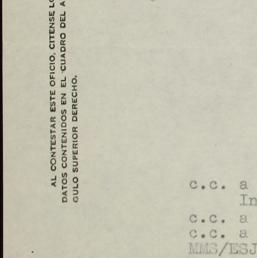 AL CONTESTAR ESTE OFICIO, CITENSE LO
DATOS CONTENIDOS EN EL CUADRO DEL A
GULO SUPERIOR DERECHO.
c.c. a
In
c.c. a
c.c. a
MMS/ESJ